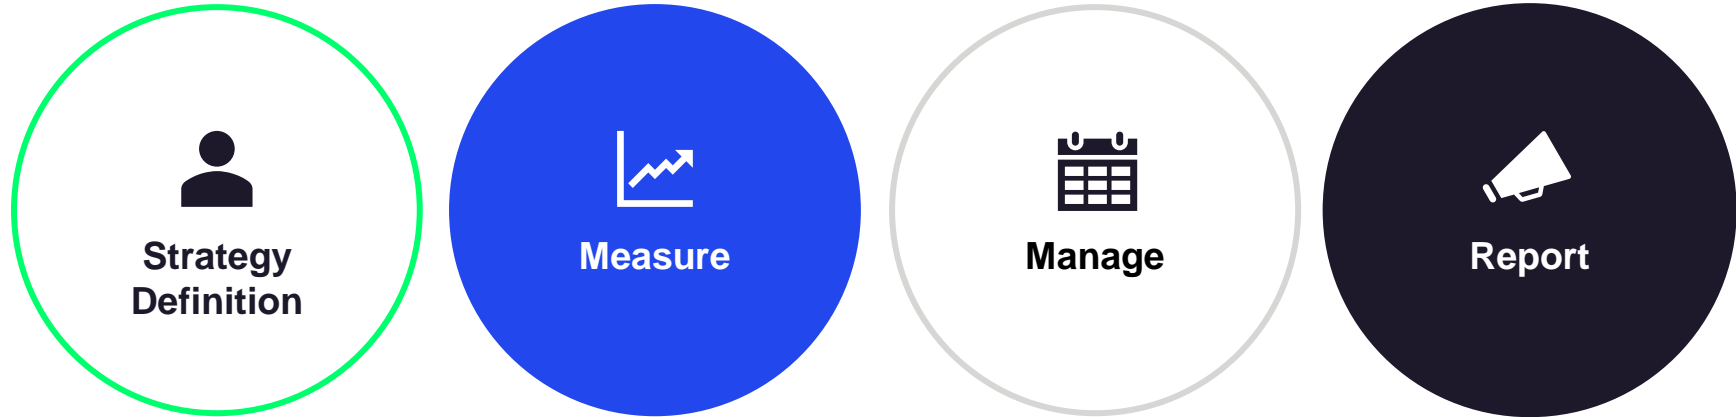 Strategy
Definition
Measure
Manage
Report